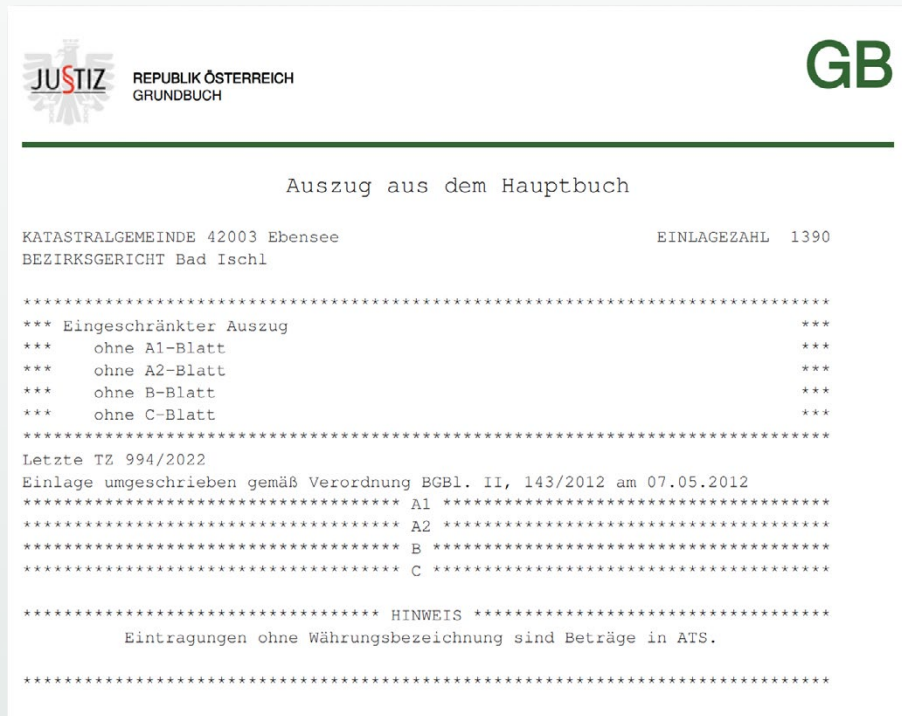 JUSTIZ
REPUBLIK ÖSTERREICH
GRUNDBUCH
GB
Auszug aus dem Hauptbuch
KATASTRALGEMEINDE 42003 Ebensee EINLAGEZAHL 1390
BEZIRKSGERICHT Bad Ischl
*******************************************************************************
*** Eingeschränkter Auszug ***
*** ohne A1-Blatt ***
*** ohne A2-Blatt ***
*** ohne B-Blatt ***
*** ohne C-Blatt ***
*******************************************************************************
Letzte TZ 994/2022
Einlage umgeschrieben gemäß Verordnung BGBl. II, 143/2012 am 07.05.2012
************************************* A1 **************************************
************************************* A2 **************************************
************************************* B ***************************************
************************************* C ***************************************
*********************************** HINWEIS ***********************************
Eintragungen ohne Währungsbezeichnung sind Beträge in ATS.
*******************************************************************************